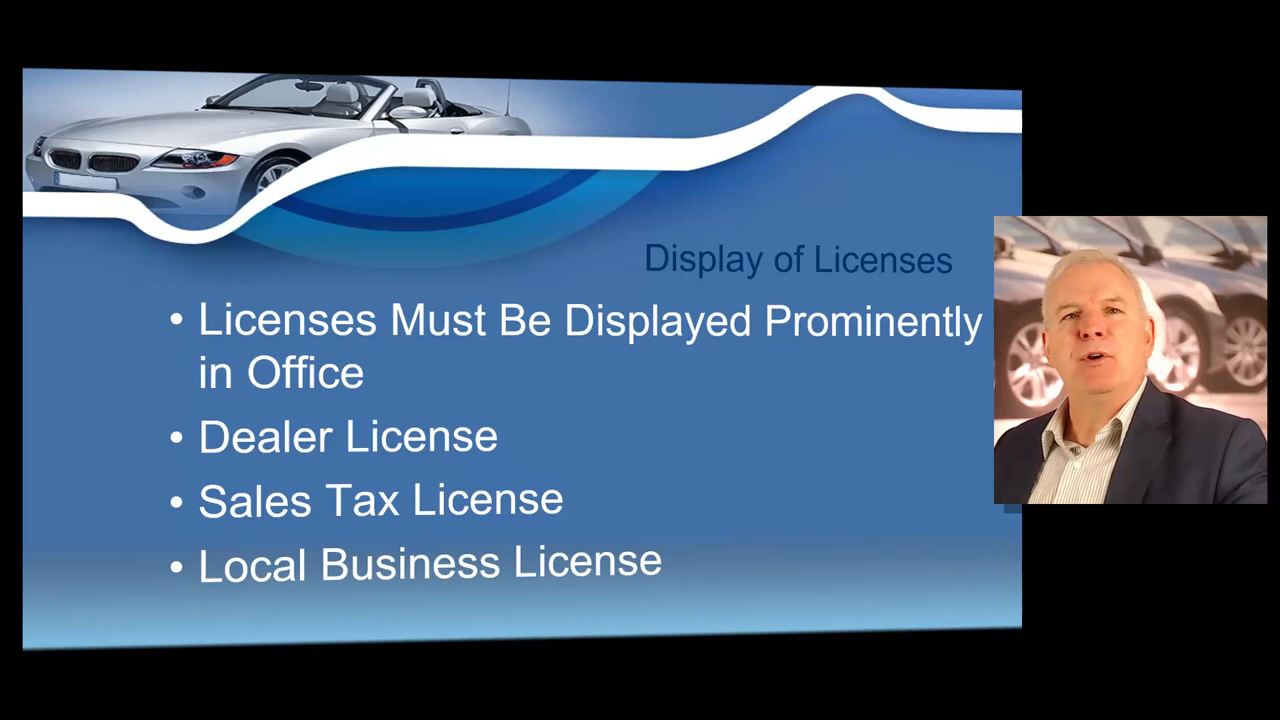 Display of Licenses
• Licenses Must Be Displayed Prominently
in Office
• Dealer License
• Sales Tax License
• Local Business License